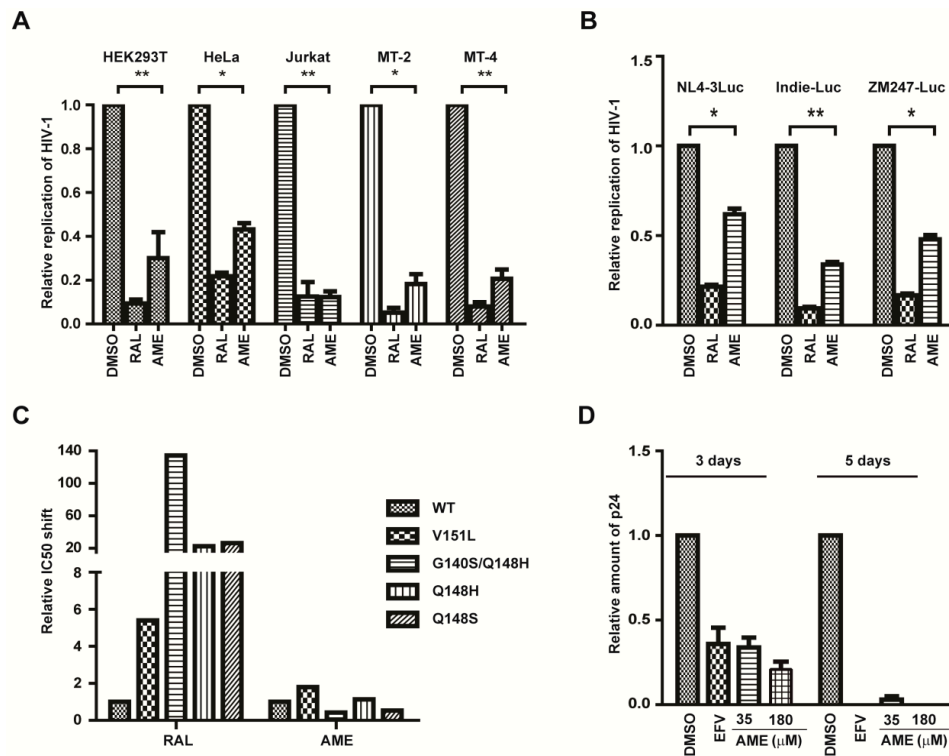 A
HEK293T HeLa Jurkat MT-2 MT-4
** * ** * **
Relative replication of HIV-1
1.0
0.8
0.6
0.4
0.2
0.0
DMSO RAL AME DMSO RAL AME DMSO RAL AME DMSO RAL AME DMSO RAL AME
B
Relative replication of HIV-1
1.5
1.0
0.5
0.0
NL4-3Luc Indie-Luc ZM247-Luc
* ** *
DMSO RAL AME DMSO RAL AME DMSO RAL AME
C
Relative IC50 shift
140
120
100
80
60
40
20
8
6
4
2
0
RAL AME
WT
V151L
G140S/Q148H
Q148H
Q148S
D
Relative amount of p24
1.5
1.0
0.5
0.0
3 days 5 days
DMSO EFV 35 180 DMSO EFV 35 180
AME (μM) AME (μM)